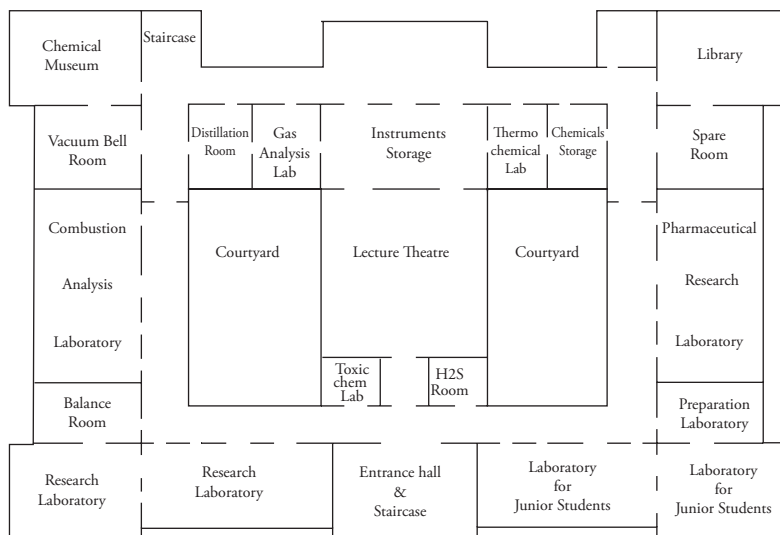 Chemical
Museum
Staircase
Library
Vacuum Bell
Room
Distillation
Room
Gas
Analysis
Lab
Instruments
Storage
Thermo
chemical
Lab
Chemicals
Storage
Spare
Room
Combustion
Analysis
Laboratory
Courtyard
Lecture Theatre
Courtyard
Pharmaceutical
Research
Laboratory
Toxic
chem
Lab
H2S
Room
Balance
Room
Preparation
Laboratory
Research
Laboratory
Research
Laboratory
Entrance hall
&
Staircase
Laboratory
for
Junior Students
Laboratory
for
Junior Students